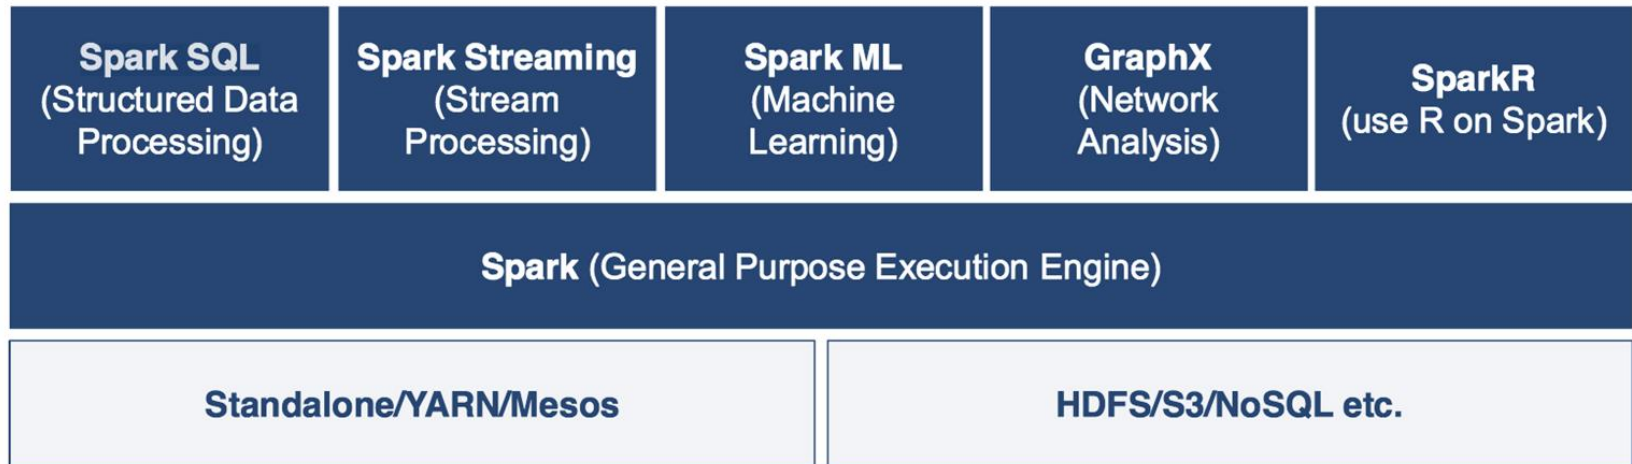 Spark SQL
(Structured Data
Processing)
Spark Streaming
(Stream
Processing)
Spark ML
(Machine
Learning)
GraphX
(Network
Analysis)
SparkR
(use R on Spark)
Spark (General Purpose Execution Engine)
Standalone/YARN/Mesos
HDFS/S3/NoSQL etc.